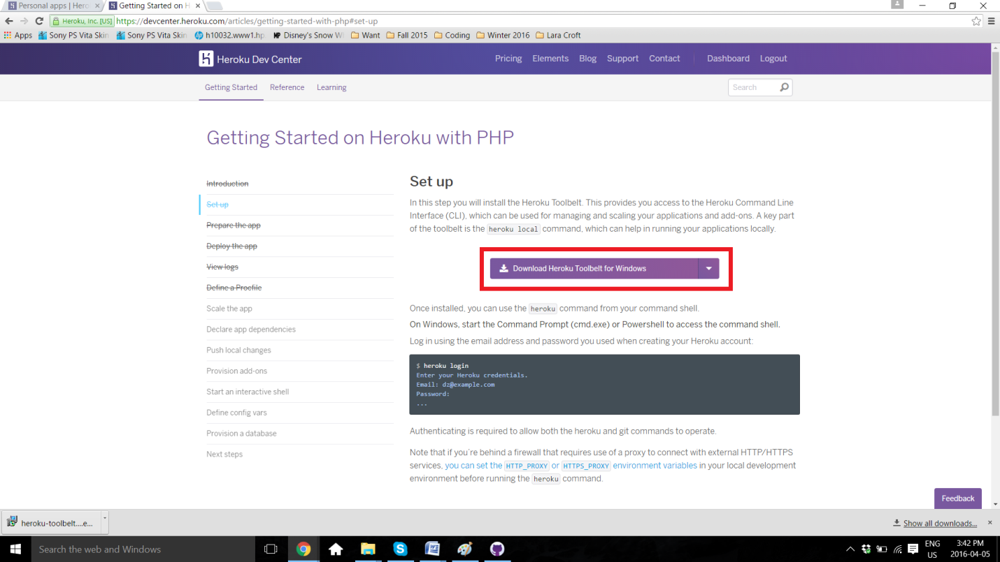 Personal apps | Hero
Getting Started on H
Heroku, Inc. [US] https://devcenter.heroku.com/articles/getting-started-with-php#set-up
Apps Sony PS Vita Skin Sony PS Vita Skin h10032.www1.hp Disney's Snow W Want Fall 2015 Coding Winter 2016 Lara Croft
Heroku Dev Center Pricing Elements Blog Support Contact Dashboard Logout
Getting Started Reference Learning Search
Getting Started on Heroku with PHP
Introduction
Set up
Prepare the app
Deploy the app
View logs
Define a Procfile
Scale the app
Declare app dependencies
Push local changes
Provision add-ons
Start an interactive shell
Define config vars
Provision a database
Next steps
Set up
In this step you will install the Heroku Toolbelt. This provides you access to the Heroku Command Line
Interface (CLI), which can be used for managing and scaling your applications and add-ons. A key part
of the toolbelt is the heroku local command, which can help in running your applications locally.
Download Heroku Toolbelt for Windows
Once installed, you can use the heroku command from your command shell.
On Windows, start the Command Prompt (cmd.exe) or Powershell to access the command shell.
Log in using the email address and password you used when creating your Heroku account:
$ heroku login
Enter your Heroku credentials.
Email: dz@example.com
Password:
...
Authenticating is required to allow both the heroku and git commands to operate.
Note that if you're behind a firewall that requires use of a proxy to connect with external HTTP/HTTPS
services, you can set the HTTP_PROXY or HTTPS_PROXY environment variables in your local development
environment before running the heroku command.
Feedback
heroku-toolbelt....e... Show all downloads...
Search the web and Windows
ENG
US
3:42 PM
2016-04-05